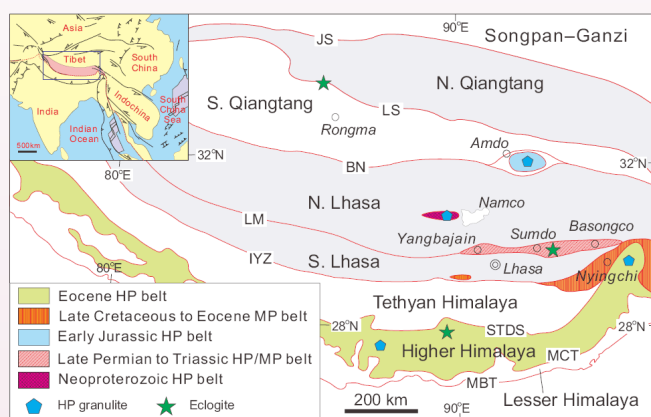 90°E
Songpan–Ganzi
JS
Asia
Tibet
South
China
India
Indochina
South
China
Sea
Indian
Ocean
500km
N. Qiangtang
S. Qiangtang
LS
Rongma
Amdo
32°N
BN
32°N
80°E
N. Lhasa
Namco
LM
Yangbajain
Sumdo
Basongco
IYZ
S. Lhasa
Lhasa
Nyingchi
80°E
Tethyan Himalaya
28°N
STDS
28°N
Higher Himalaya
MCT
MBT
Lesser Himalaya
200 km
90°E
Eocene HP belt
Late Cretaceous to Eocene MP belt
Early Jurassic HP belt
Late Permian to Triassic HP/MP belt
Neoproterozoic HP belt
HP granulite
Eclogite